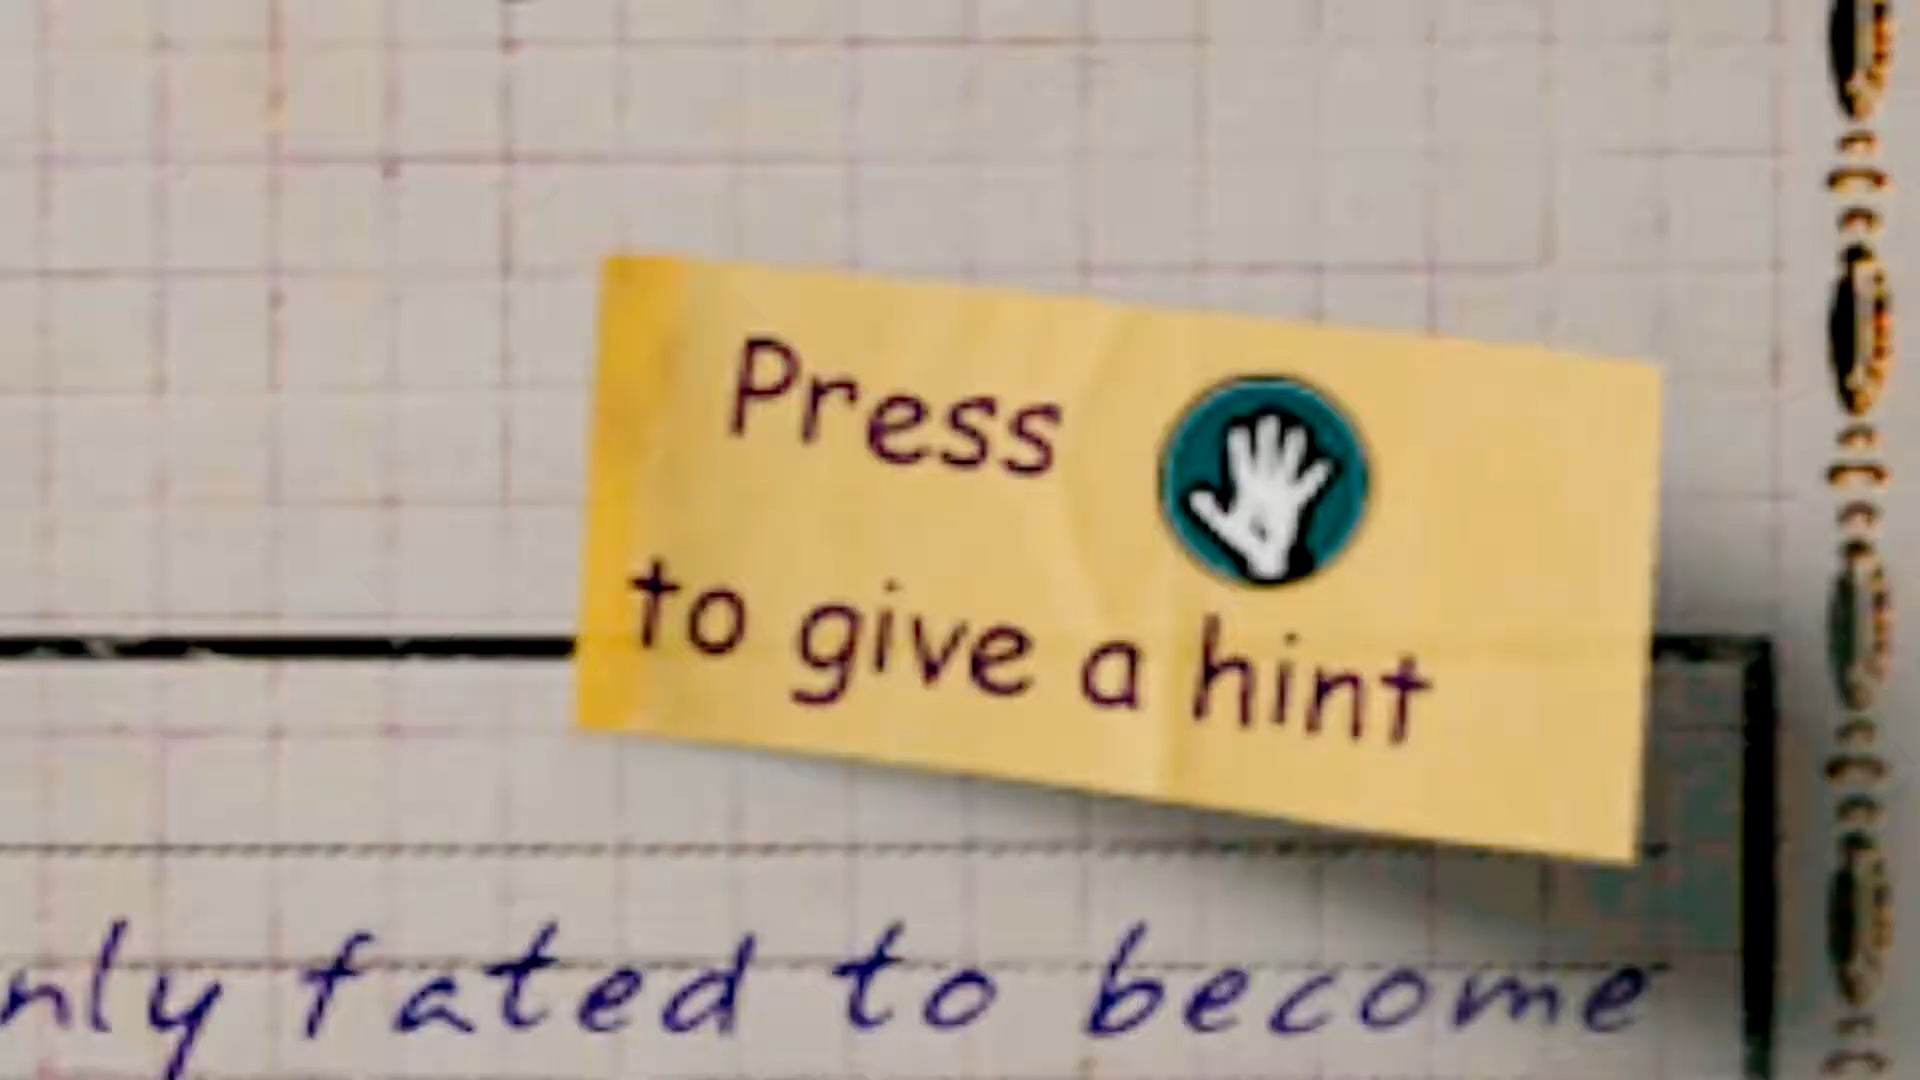 Press
to give a hint
fated to become